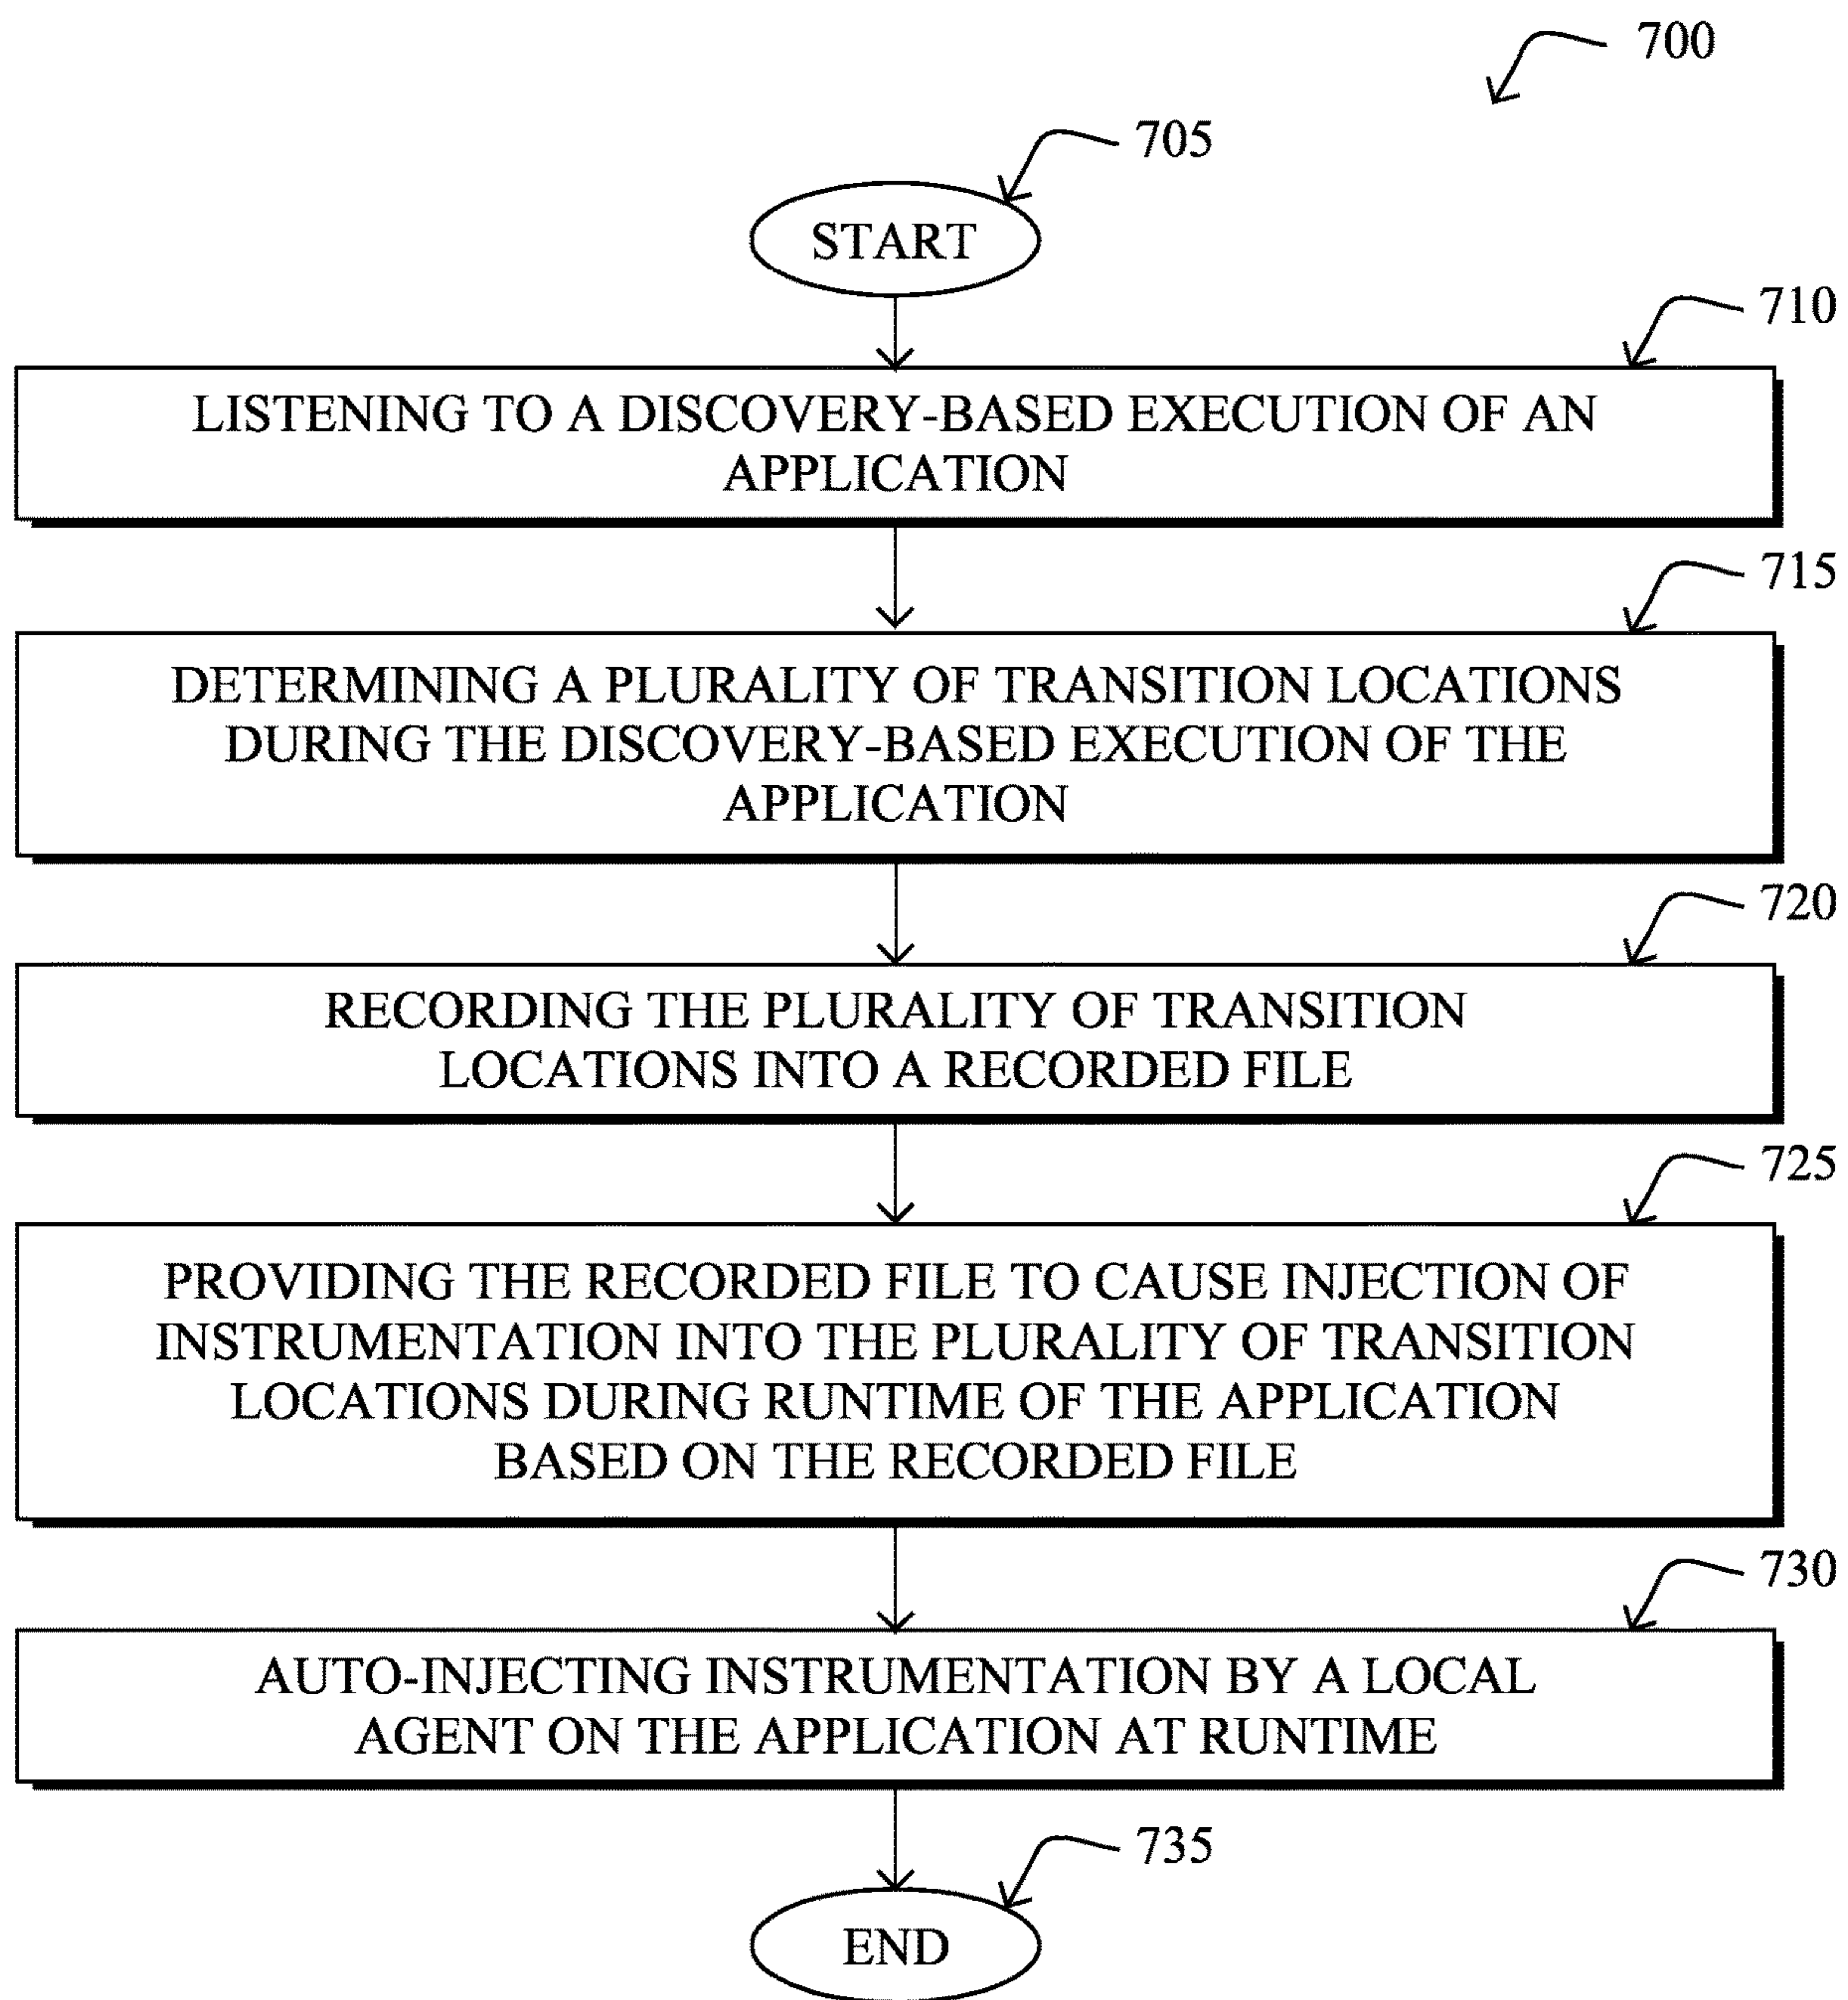 700
705
START
710
LISTENING TO A DISCOVERY-BASED EXECUTION OF AN
APPLICATION
715
DETERMINING A PLURALITY OF TRANSITION LOCATIONS
DURING THE DISCOVERY-BASED EXECUTION OF THE
APPLICATION
720
RECORDING THE PLURALITY OF TRANSITION
LOCATIONS INTO A RECORDED FILE
725
PROVIDING THE RECORDED FILE TO CAUSE INJECTION OF
INSTRUMENTATION INTO THE PLURALITY OF TRANSITION
LOCATIONS DURING RUNTIME OF THE APPLICATION
BASED ON THE RECORDED FILE
730
AUTO-INJECTING INSTRUMENTATION BY A LOCAL
AGENT ON THE APPLICATION AT RUNTIME
735
END